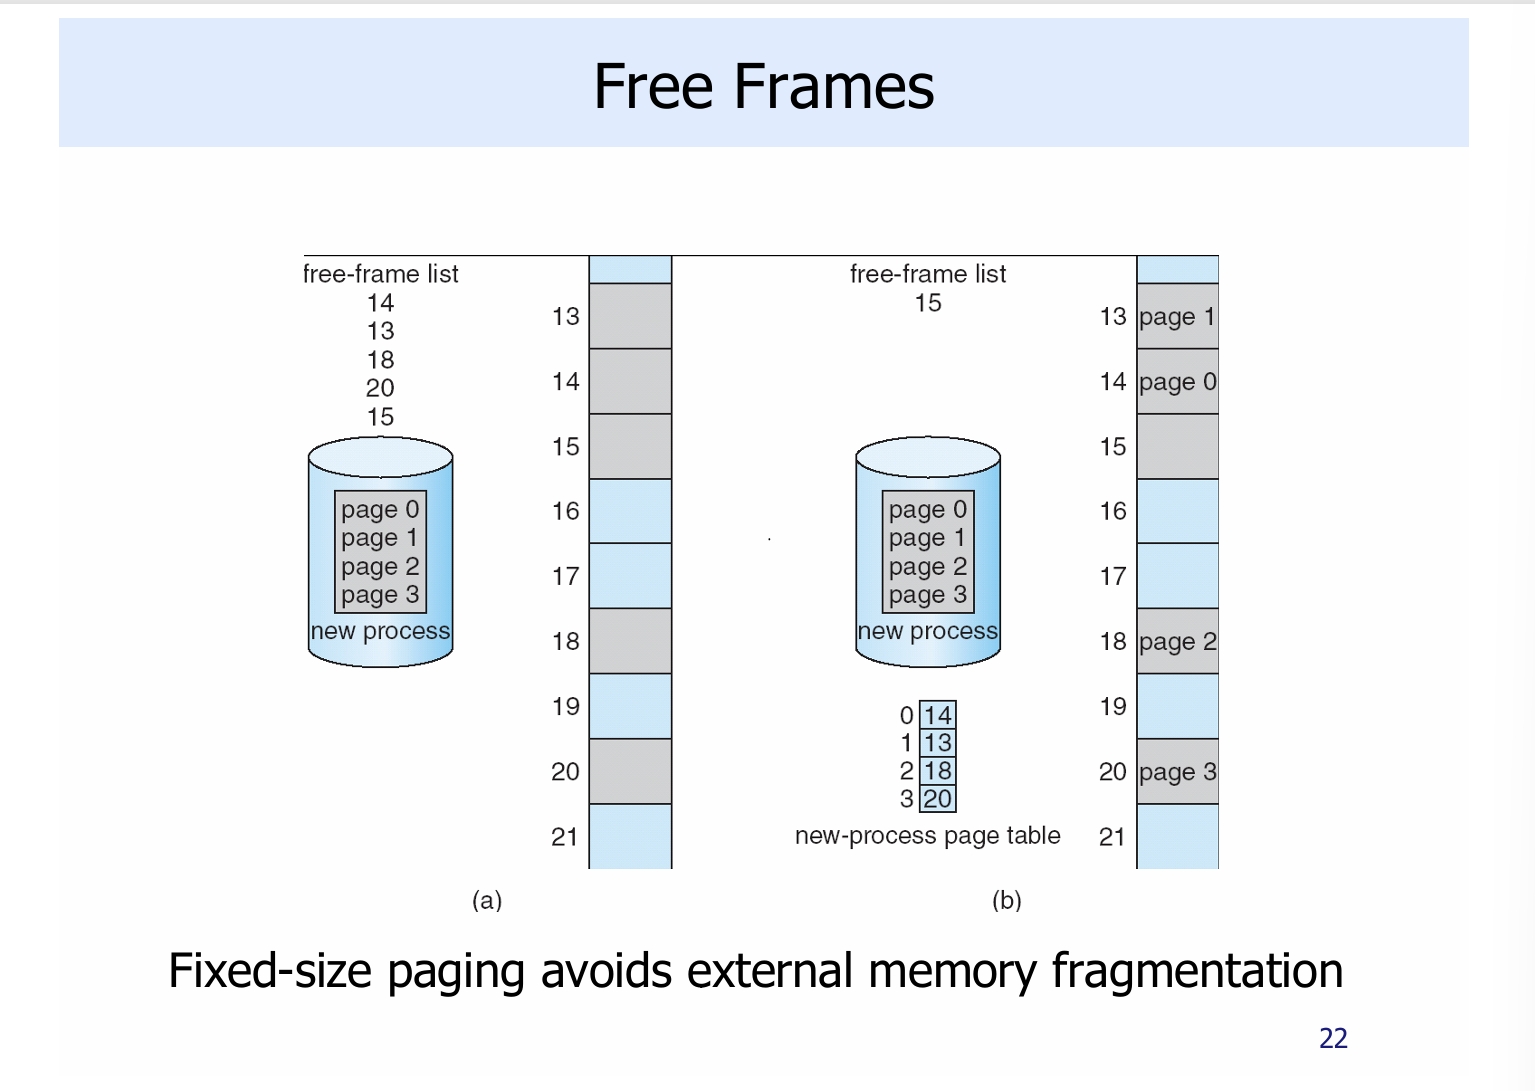 Free Frames
free-frame list
14
13
18
20
15
page 0
page 1
page 2
page 3
new process
13
14
15
16
17
18
19
20
21
(a)
free-frame list
15
page 0
page 1
page 2
page 3
new process
0 14
1 13
2 18
3 20
new-process page table
13 page 1
14 page 0
15
16
17
18 page 2
19
20 page 3
21
(b)
Fixed-size paging avoids external memory fragmentation
22